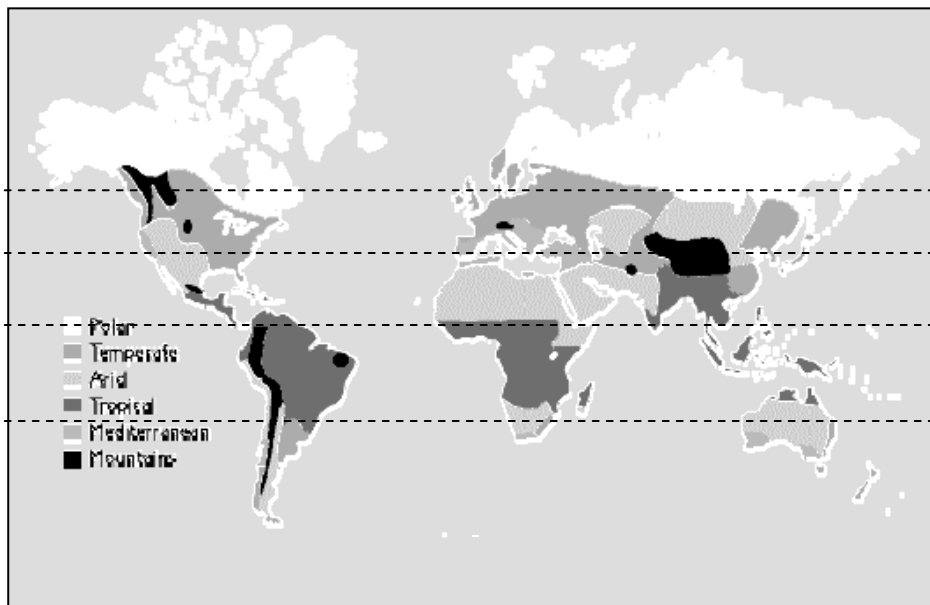 Polar
Temperate
Arid
Tropical
Mediterranean
Mountains